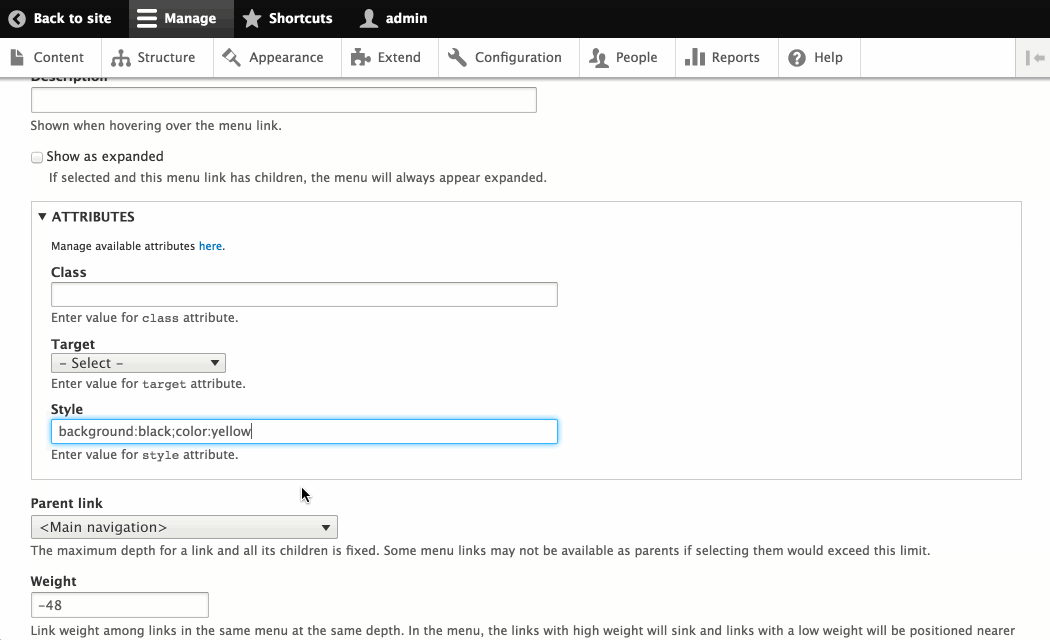 Back to site Manage Shortcuts admin
Content Structure Appearance Extend Configuration People Reports Help
Description
Shown when hovering over the menu link.
Show as expanded
If selected and this menu link has children, the menu will always appear expanded.
ATTRIBUTES
Manage available attributes here.
Class
Enter value for class attribute.
Target
- Select -
Enter value for target attribute.
Style
background:black;color:yellow
Enter value for style attribute.
Parent link
<Main navigation>
The maximum depth for a link and all its children is fixed. Some menu links may not be available as parents if selecting them would exceed this limit.
Weight
-48
Link weight among links in the same menu at the same depth. In the menu, the links with high weight will sink and links with a low weight will be positioned nearer